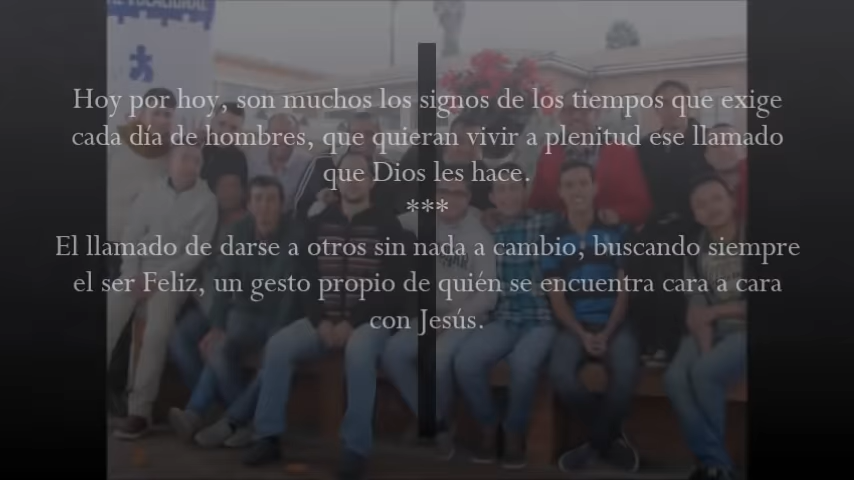 Hoy por hoy, son muchos los signos de los tiempos que exige
cada día de hombres, que quieran vivir a plenitud ese llamado
que Dios les hace.
***
El llamado de darse a otros sin nada a cambio, buscando siempre
el ser Feliz, un gesto propio de quién se encuentra cara a cara
con Jesús.